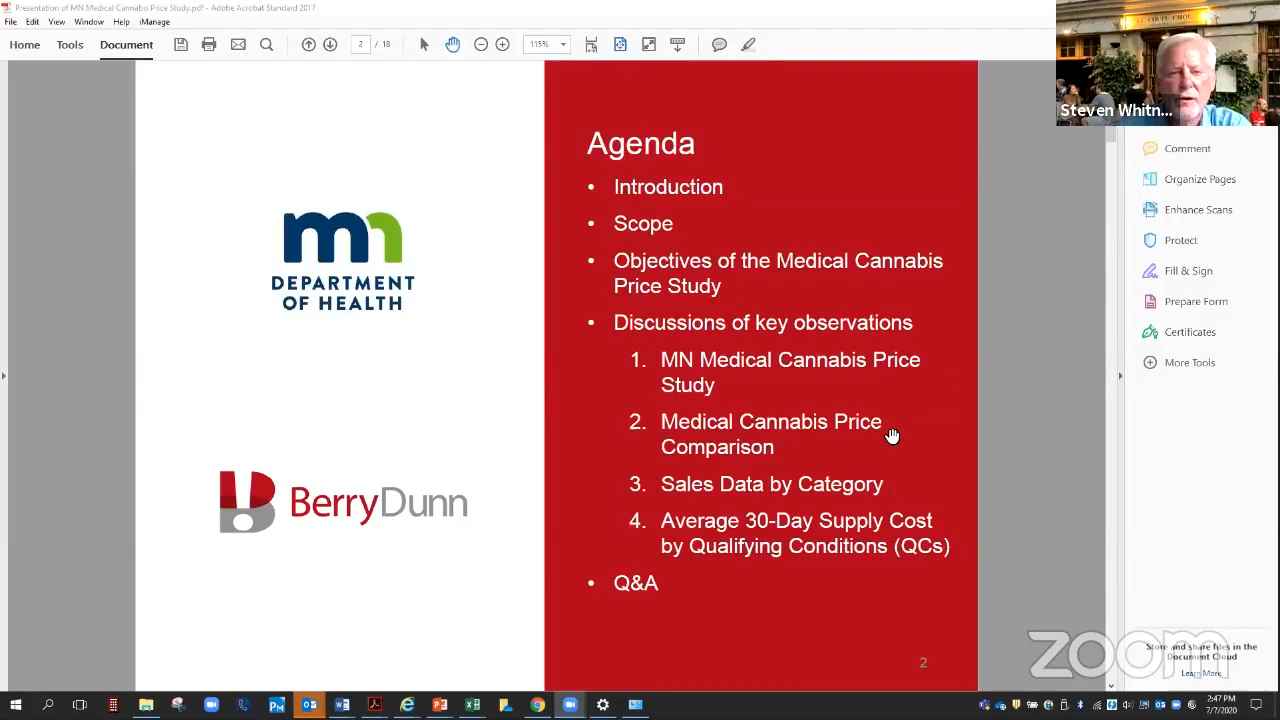 Presentation of MN Medical Cannabis Price Study.pdf - Adobe Acrobat Standard 2017
File Edit View Window Help iManage
Home Tools Document
2 / 18
115%
LE COUPE CHOU
Steven Whitn...
Agenda
• Introduction
• Scope
• Objectives of the Medical Cannabis
Price Study
• Discussions of key observations
1. MN Medical Cannabis Price
Study
2. Medical Cannabis Price
Comparison
3. Sales Data by Category
4. Average 30-Day Supply Cost
by Qualifying Conditions (QCs)
• Q&A
2
mn
DEPARTMENT
OF HEALTH
BerryDunn
Comment
Organize Pages
Enhance Scans
Protect
Fill & Sign
Prepare Form
Certificates
More Tools
Store and share files in the
Document Cloud
Learn More
zoom
2:47 PM
7/7/2020